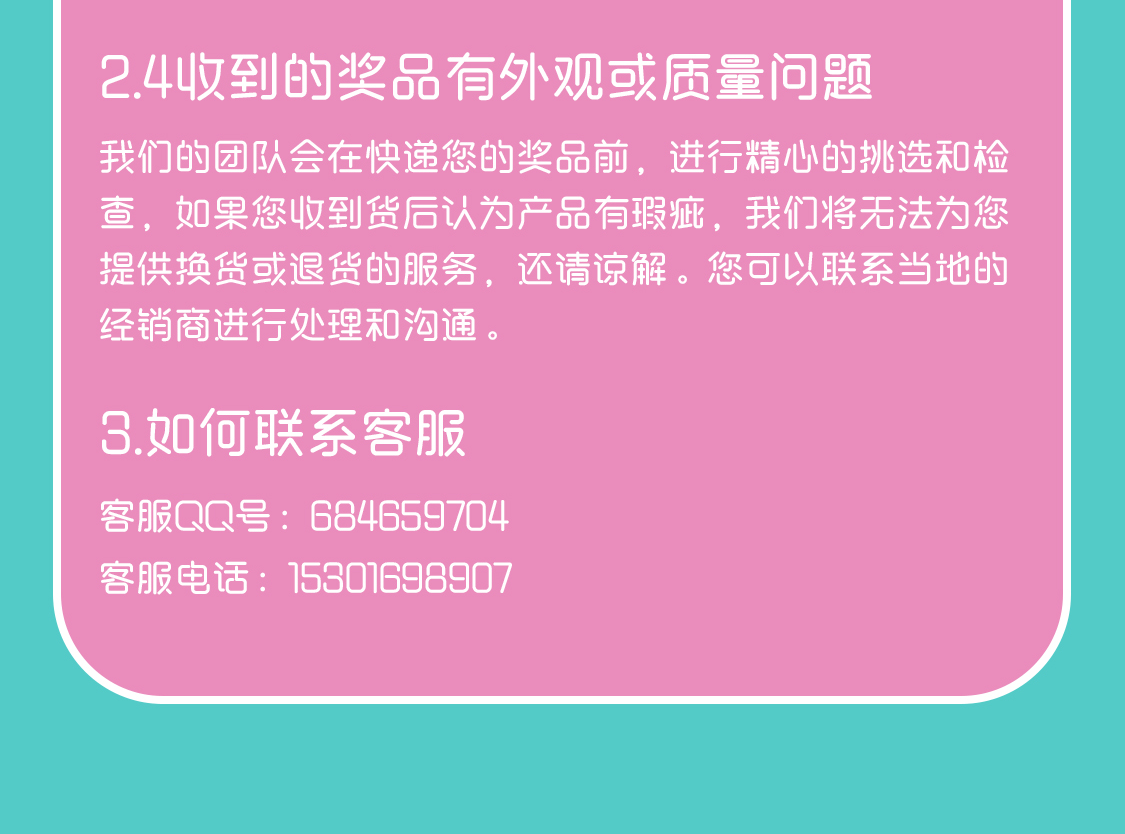 2.4收到的奖品有外观或质量问题
我们的团队会在快递您的奖品前，进行精心的挑选和检
查，如果您收到货后认为产品有瑕疵，我们将无法为您
提供换货或退货的服务，还请谅解。您可以联系当地的
经销商进行处理和沟通。
3.如何联系客服
客服QQ号：684659704
客服电话：15301698907